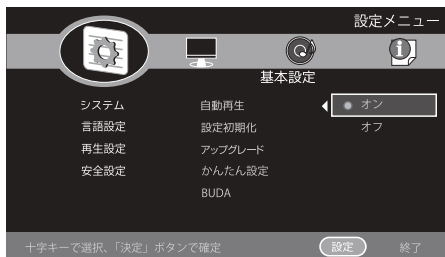 設定メニュー
基本設定
システム 自動再生 オン
言語設定 設定初期化 オフ
再生設定 アップグレード
安全設定 かんたん設定
BUDA
十字キーで選択、「決定」ボタンで確定 設定 終了